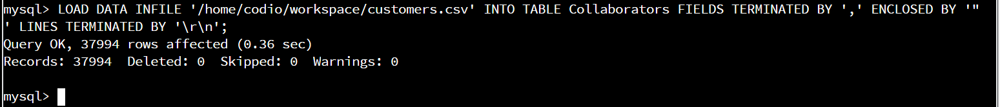 mysql> LOAD DATA INFILE '/home/codio/workspace/customers.csv' INTO TABLE Collaborators FIELDS TERMINATED BY ',' ENCLOSED BY '"
' LINES TERMINATED BY '\r\n';
Query OK, 37994 rows affected (0.36 sec)
Records: 37994  Deleted: 0  Skipped: 0  Warnings: 0
mysql>